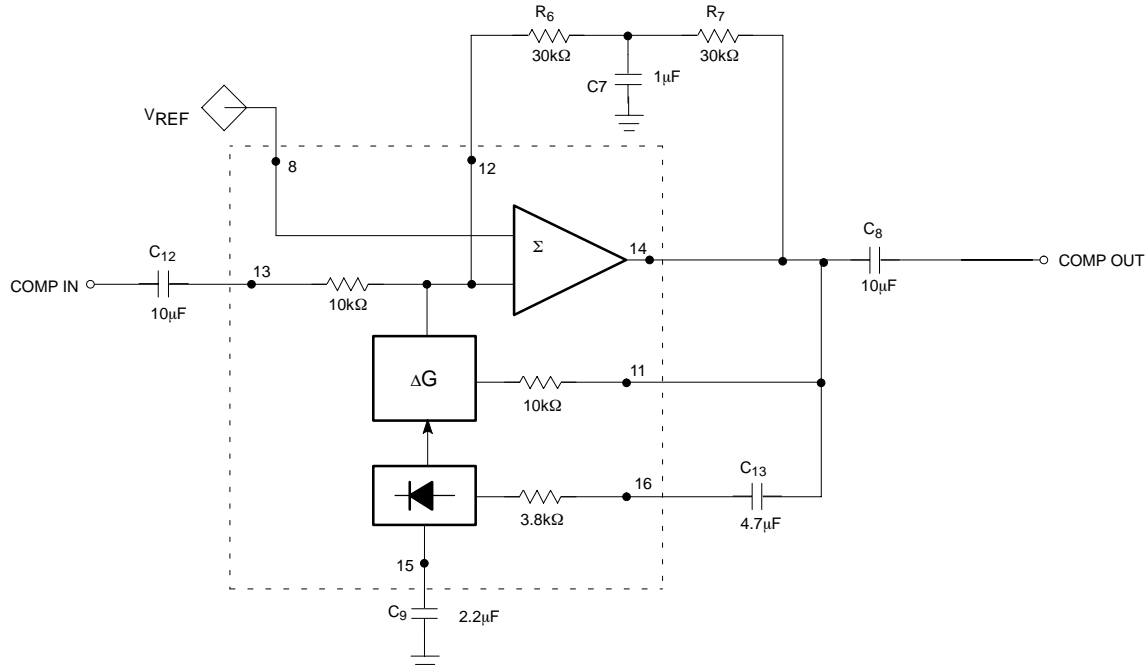 R6
30kΩ
R7
30kΩ
C7
1μF
VREF
8
12
Σ
14
C12
COMP IN
10μF
13
10kΩ
C8
10μF
COMP OUT
ΔG
10kΩ
11
3.8kΩ
16
C13
4.7μF
15
C9
2.2μF